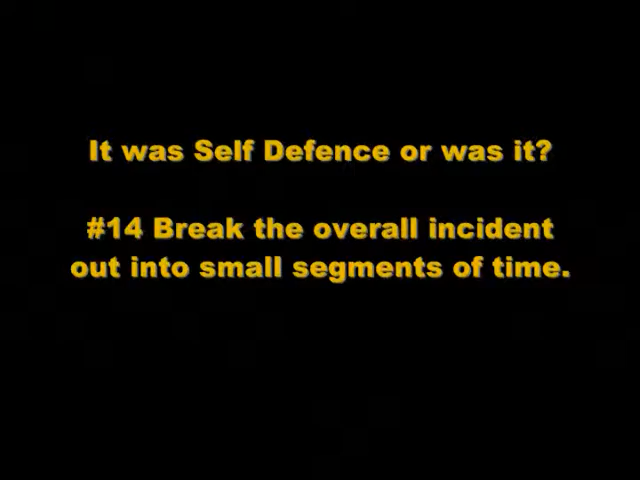 It was Self Defence or was it?
#14 Break the overall incident
out into small segments of time.